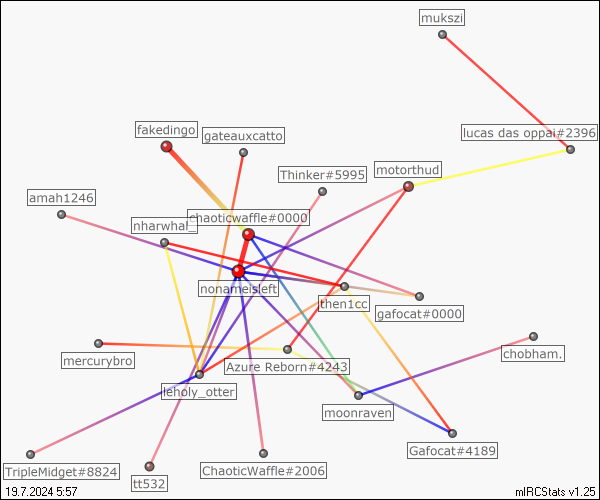 mukszi
fakedingo
gateauxcatto
lucas das oppai#2396
Thinker#5995
motorthud
amah1246
nharwhal_
chaoticwaffle#0000
nonameisleft
then1cc
gafocat#0000
mercurybro
Azure Reborn#4243
chobham.
leholy_otter
moonraven
Gafocat#4189
TripleMidget#8824
tt532
ChaoticWaffle#2006
19.7.2024 5:57
mIRCStats v1.25